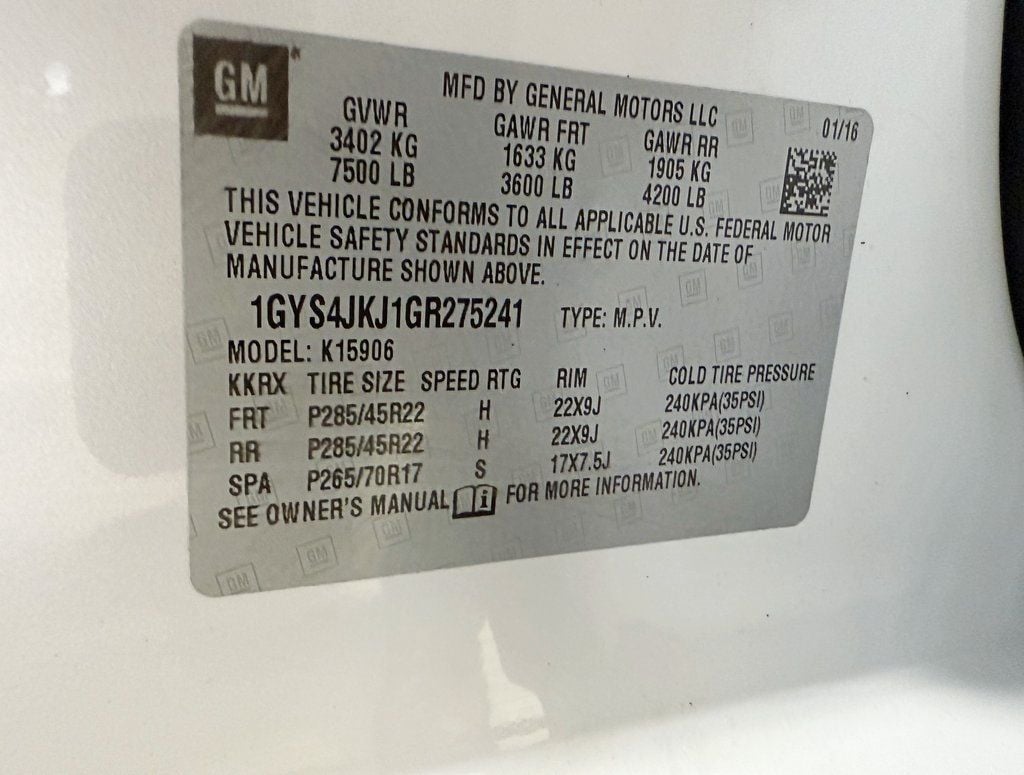 GM
MFD BY GENERAL MOTORS LLC
01/16
GVWR GAWR FRT GAWR RR
3402 KG 1633 KG 1905 KG
7500 LB 3600 LB 4200 LB
THIS VEHICLE CONFORMS TO ALL APPLICABLE U.S. FEDERAL MOTOR
VEHICLE SAFETY STANDARDS IN EFFECT ON THE DATE OF
MANUFACTURE SHOWN ABOVE.
1GYS4JKJ1GR275241 TYPE: M.P.V.
MODEL: K15906
KKRX TIRE SIZE SPEED RTG RIM COLD TIRE PRESSURE
FRT P285/45R22 H 22X9J 240KPA(35PSI)
RR P285/45R22 H 22X9J 240KPA(35PSI)
SPA P265/70R17 S 17X7.5J 240KPA(35PSI)
SEE OWNER'S MANUAL i FOR MORE INFORMATION.